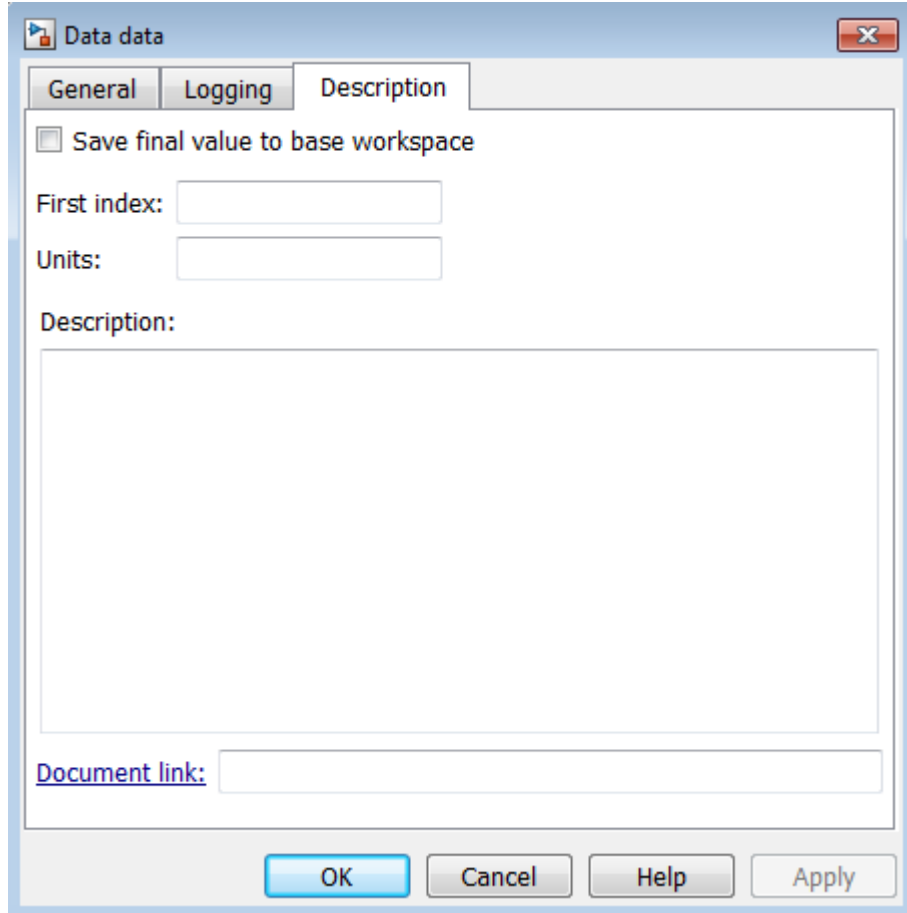 Data data
General Logging Description
Save final value to base workspace
First index:
Units:
Description:
Document link:
OK Cancel Help Apply